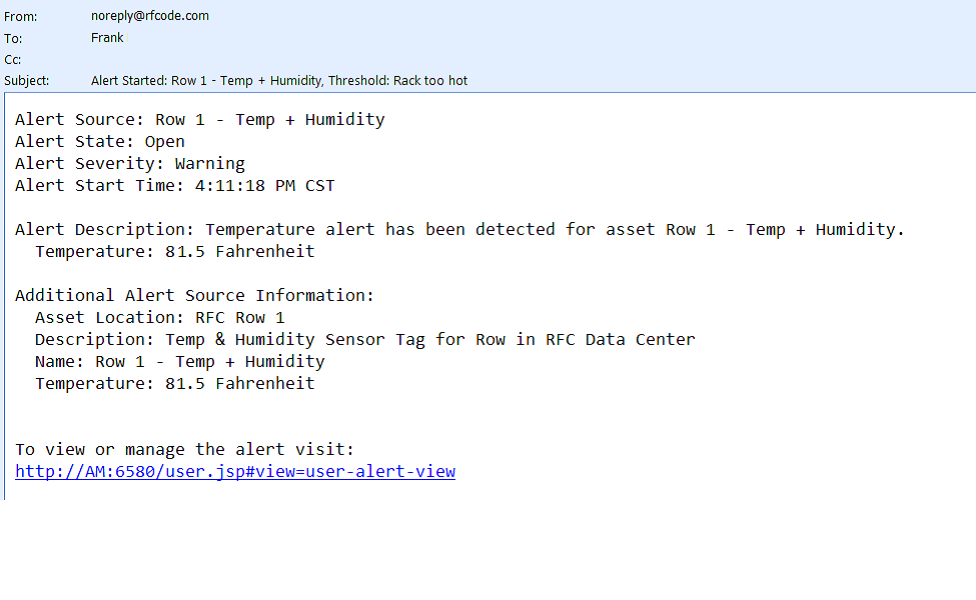 From: noreply@rfcode.com
To: Frank
Cc:
Subject: Alert Started: Row 1 - Temp + Humidity, Threshold: Rack too hot
Alert Source: Row 1 - Temp + Humidity
Alert State: Open
Alert Severity: Warning
Alert Start Time: 4:11:18 PM CST
Alert Description: Temperature alert has been detected for asset Row 1 - Temp + Humidity.
Temperature: 81.5 Fahrenheit
Additional Alert Source Information:
Asset Location: RFC Row 1
Description: Temp & Humidity Sensor Tag for Row in RFC Data Center
Name: Row 1 - Temp + Humidity
Temperature: 81.5 Fahrenheit
To view or manage the alert visit:
http://AM:6580/user.jsp#view=user-alert-view